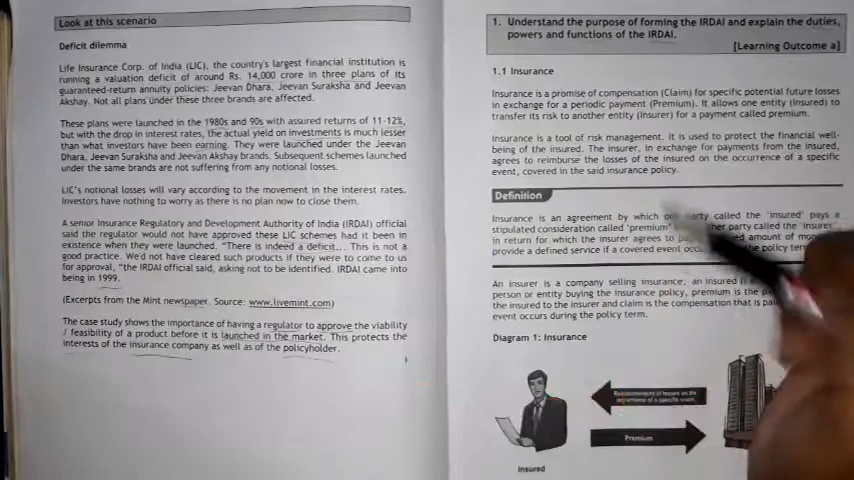 Look at this scenario
Deficit dilemma
Life Insurance Corp. of India (LIC), the country's largest financial institution is
running a valuation deficit of around Rs. 14,000 crore in three plans of its
guaranteed-return annuity policies: Jeevan Dhara, Jeevan Suraksha and Jeevan
Akshay. Not all plans under these three brands are affected.
These plans were launched in the 1980s and 90s with assured returns of 11-12%,
but with the drop in interest rates, the actual yield on investments is much lesser
than what investors have been earning. They were launched under the Jeevan
Dhara, Jeevan Suraksha and Jeevan Akshay brands. Subsequent schemes launched
under the same brands are not suffering from any notional losses.
LIC's notional losses will vary according to the movement in the interest rates.
Investors have nothing to worry as there is no plan now to close them.
A senior Insurance Regulatory and Development Authority of India (IRDAI) official
said the regulator would not have approved these LIC schemes had it been in
existence when they were launched. "There is indeed a deficit... This is not a
good practice. We'd not have cleared such products if they were to come to us
for approval, "the IRDAI official said, asking not to be identified. IRDAI came into
being in 1999.
(Excerpts from the Mint newspaper. Source: www.livemint.com)
The case study shows the importance of having a regulator to approve the viability
/ feasibility of a product before it is launched in the market. This protects the
interests of the insurance company as well as of the policyholder.
1. Understand the purpose of forming the IRDAI and explain the duties,
powers and functions of the IRDAI.
[Learning Outcome a]
1.1 Insurance
Insurance is a promise of compensation (Claim) for specific potential future losses
in exchange for a periodic payment (Premium). It allows one entity (Insured) to
transfer its risk to another entity (Insurer) for a payment called premium.
Insurance is a tool of risk management. It is used to protect the financial well-
being of the insured. The insurer, in exchange for payments from the insured,
agrees to reimburse the losses of the insured on the occurrence of a specific
event, covered in the said insurance policy.
Definition
Insurance is an agreement by which party called the 'insured' pays a
stipulated consideration called 'premium' other party called the 'insurer'
in return for which the insurer agrees to amount of
provide a defined service if a covered event the policy
An insurer is a company selling insurance; an insured
person or entity buying the insurance policy, premium is the
the insured to the insurer and claim is the compensation that is
event occurs during the policy term.
Diagram 1: Insurance
Reimbursement of losses on the
occurrence of a specific event
Premium
Insured